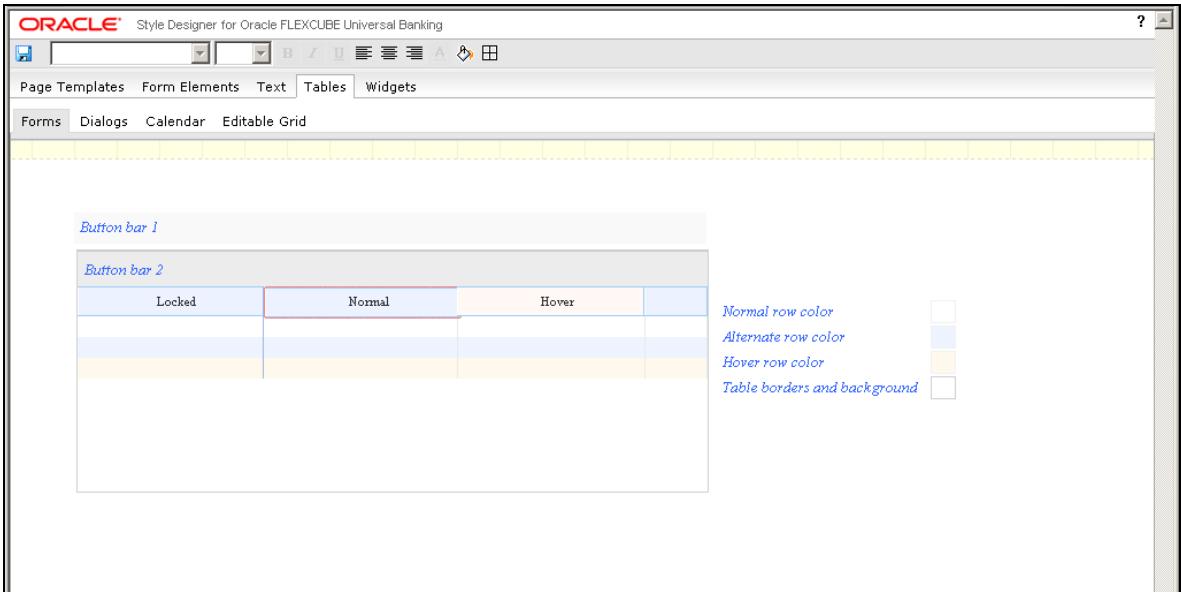 ORACLE Style Designer for Oracle FLEXCUBE Universal Banking ?
B I U A
Page Templates Form Elements Text Tables Widgets
Forms Dialogs Calendar Editable Grid
Button bar 1
Button bar 2
Locked Normal Hover
Normal row color
Alternate row color
Hover row color
Table borders and background